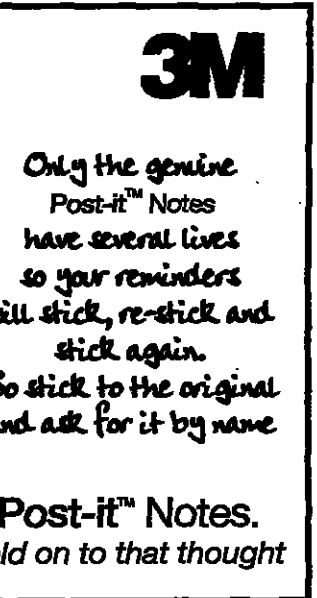 3M
Only the genuine
Post-it™ Notes
have several lives
so your reminders
ill stick, re-stick and
stick again.
o stick to the original
nd ask for it by name
Post-it™ Notes.
ld on to that thought